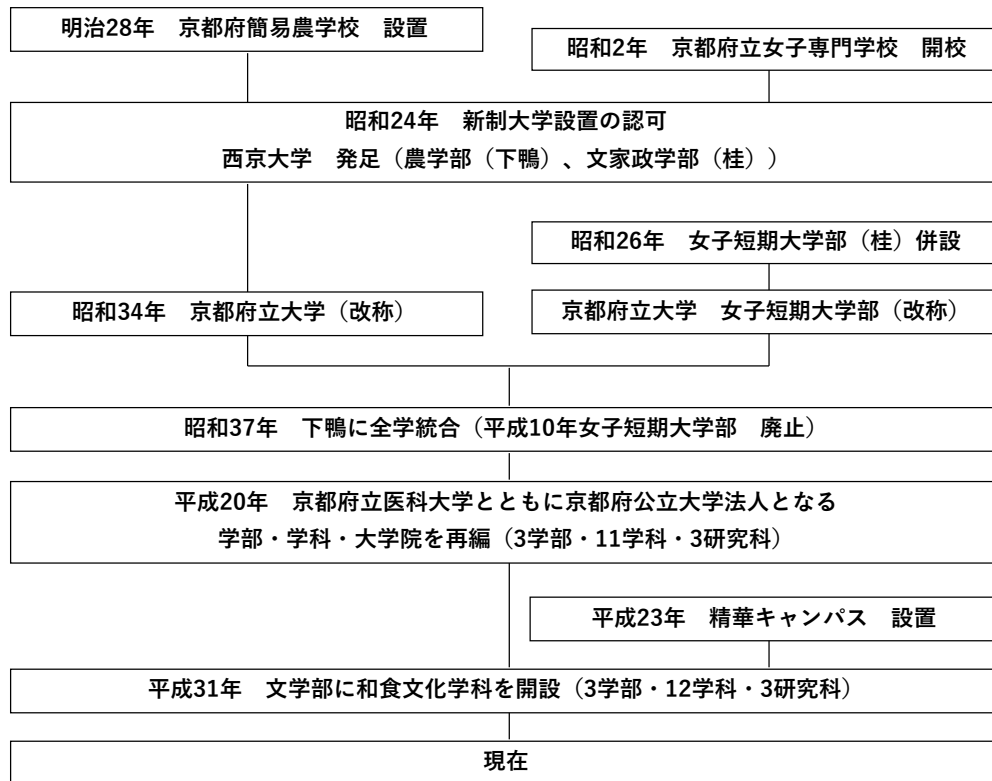 明治28年　京都府簡易農学校　設置
昭和2年　京都府立女子専門学校　開校
昭和24年　新制大学設置の認可
西京大学　発足（農学部（下鴨）、文家政学部（桂））
昭和26年　女子短期大学部（桂）併設
昭和34年　京都府立大学（改称）
京都府立大学　女子短期大学部（改称）
昭和37年　下鴨に全学統合（平成10年女子短期大学部　廃止）
平成20年　京都府立医科大学とともに京都府公立大学法人となる
学部・学科・大学院を再編（3学部・11学科・3研究科）
平成23年　精華キャンパス　設置
平成31年　文学部に和食文化学科を開設（3学部・12学科・3研究科）
現在